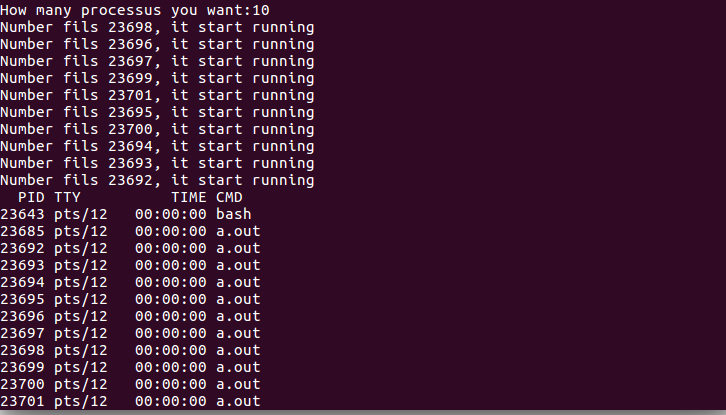 How many processus you want:10
Number fils 23698, it start running
Number fils 23696, it start running
Number fils 23697, it start running
Number fils 23699, it start running
Number fils 23701, it start running
Number fils 23695, it start running
Number fils 23700, it start running
Number fils 23694, it start running
Number fils 23693, it start running
Number fils 23692, it start running
  PID TTY          TIME CMD
23643 pts/12   00:00:00 bash
23685 pts/12   00:00:00 a.out
23692 pts/12   00:00:00 a.out
23693 pts/12   00:00:00 a.out
23694 pts/12   00:00:00 a.out
23695 pts/12   00:00:00 a.out
23696 pts/12   00:00:00 a.out
23697 pts/12   00:00:00 a.out
23698 pts/12   00:00:00 a.out
23699 pts/12   00:00:00 a.out
23700 pts/12   00:00:00 a.out
23701 pts/12   00:00:00 a.out